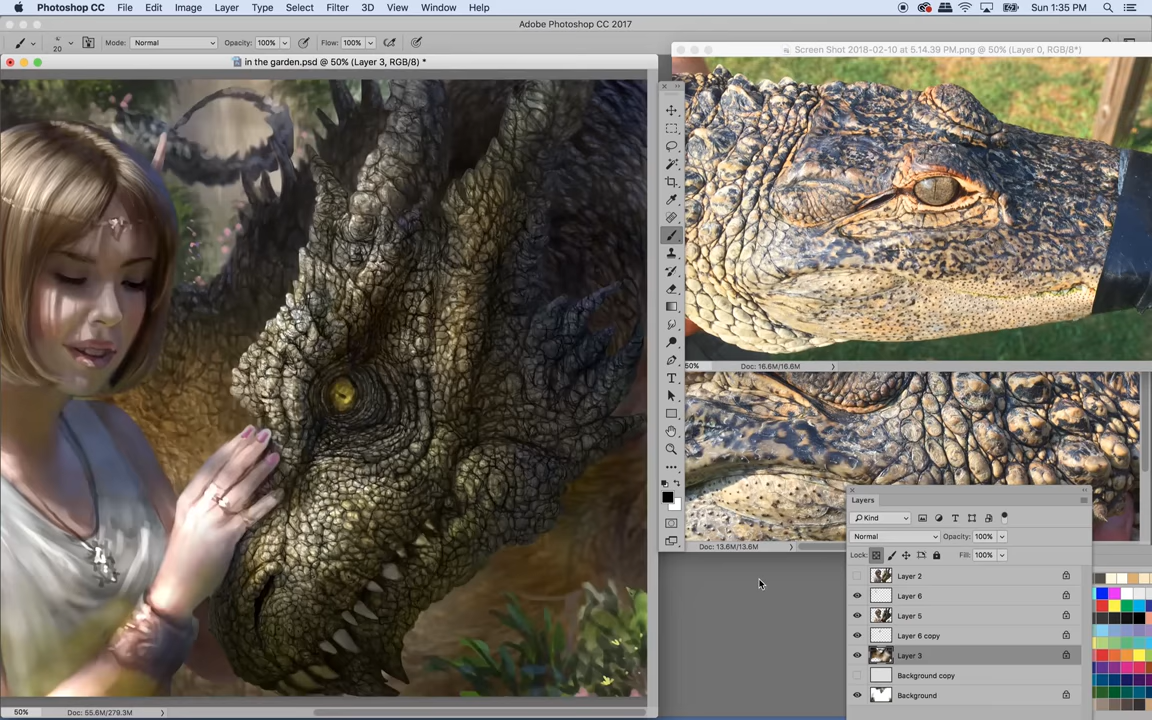 Photoshop CC File Edit Image Layer Type Select Filter 3D View Window Help Sun 1:35 PM
Adobe Photoshop CC 2017
20 Mode: Normal Opacity: 100% Flow: 100%
in the garden.psd @ 50% (Layer 3, RGB/8) *
Screen Shot 2018-02-10 at 5.14.39 PM.png @ 50% (Layer 0, RGB/8*)
50% Doc: 16.6M/16.6M
Doc: 13.6M/13.6M
Layers
Kind
Normal Opacity: 100%
Lock: Fill: 100%
Layer 2
Layer 6
Layer 5
Layer 6 copy
Layer 3
Background copy
Background
50% Doc: 55.6M/279.3M